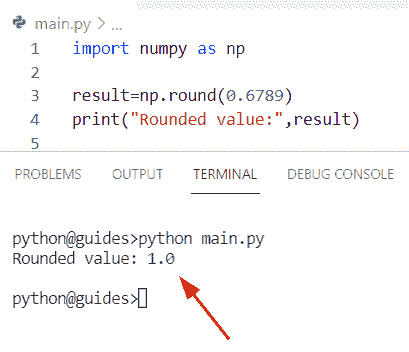 main.py > ...
1 import numpy as np
2
3 result=np.round(0.6789)
4 print("Rounded value:",result)
5
PROBLEMS OUTPUT TERMINAL DEBUG CONSOLE
python@guides>python main.py
Rounded value: 1.0
python@guides>